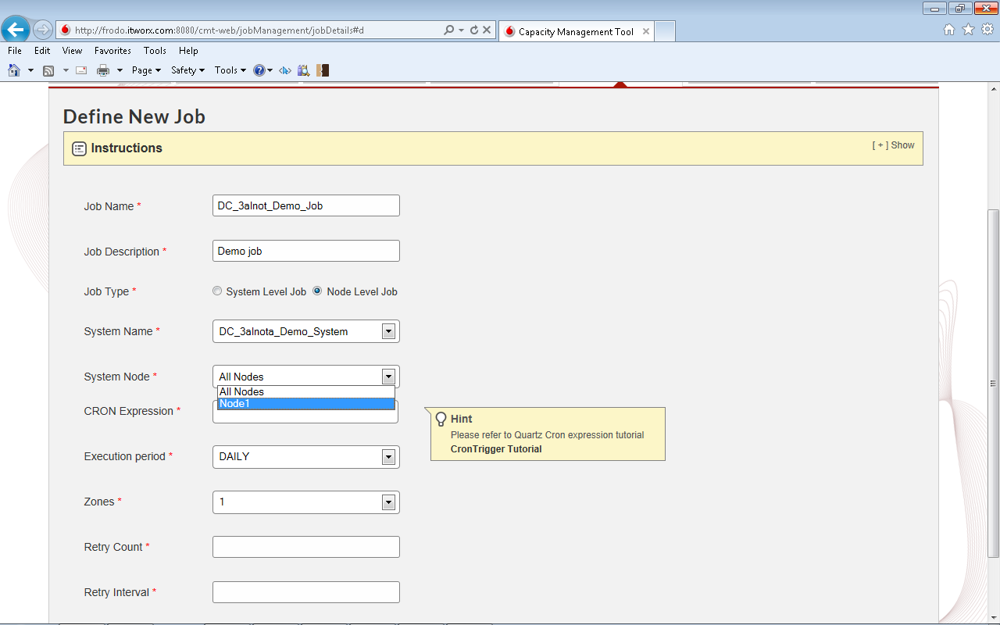 http://frodo.itworx.com:8080/cmt-web/jobManagement/jobDetails#d
Capacity Management Tool
File Edit View Favorites Tools Help
Page Safety Tools
Define New Job
Instructions [ + ] Show
Job Name * DC_3alnot_Demo_Job
Job Description * Demo job
Job Type * System Level Job Node Level Job
System Name * DC_3alnota_Demo_System
System Node * All Nodes
All Nodes
Node1
CRON Expression *
Hint
Please refer to Quartz Cron expression tutorial
CronTrigger Tutorial
Execution period * DAILY
Zones * 1
Retry Count *
Retry Interval *